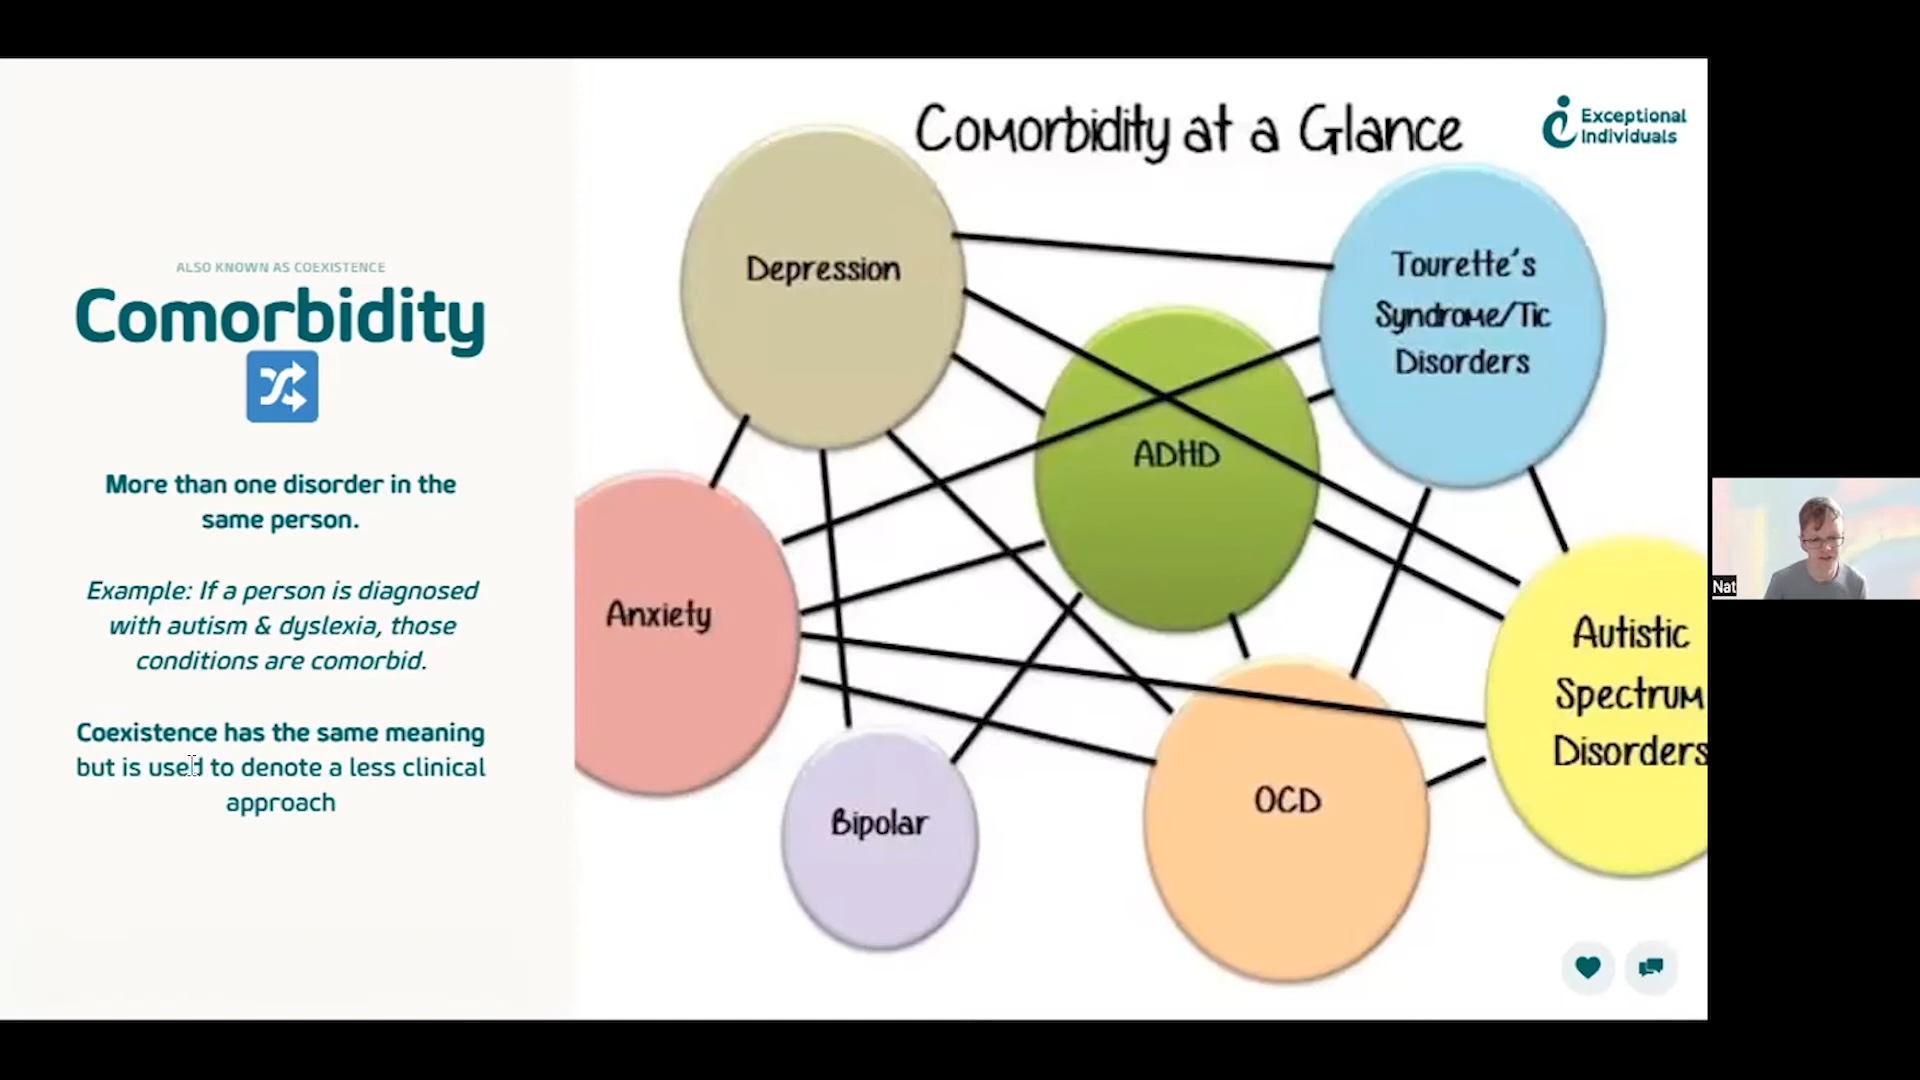 ALSO KNOWN AS COEXISTENCE
Comorbidity
More than one disorder in the
same person.
Example: If a person is diagnosed
with autism & dyslexia, those
conditions are comorbid.
Coexistence has the same meaning
but is used to denote a less clinical
approach
Comorbidity at a Glance
Exceptional
Individuals
Depression
Tourette's
Syndrome/Tic
Disorders
ADHD
Anxiety
Autistic
Spectrum
Disorders
Bipolar
OCD
Nat